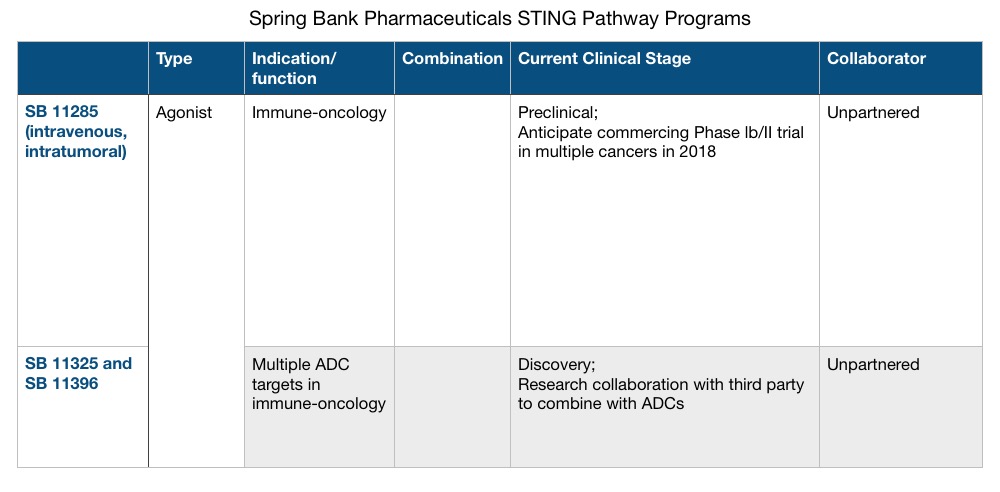 Spring Bank Pharmaceuticals STING Pathway Programs
Type
Indication/
function
Combination
Current Clinical Stage
Collaborator
SB 11285
(intravenous,
intratumoral)
Agonist
Immune-oncology
Preclinical;
Anticipate commercing Phase Ib/II trial
in multiple cancers in 2018
Unpartnered
SB 11325 and
SB 11396
Multiple ADC
targets in
immune-oncology
Discovery;
Research collaboration with third party
to combine with ADCs
Unpartnered